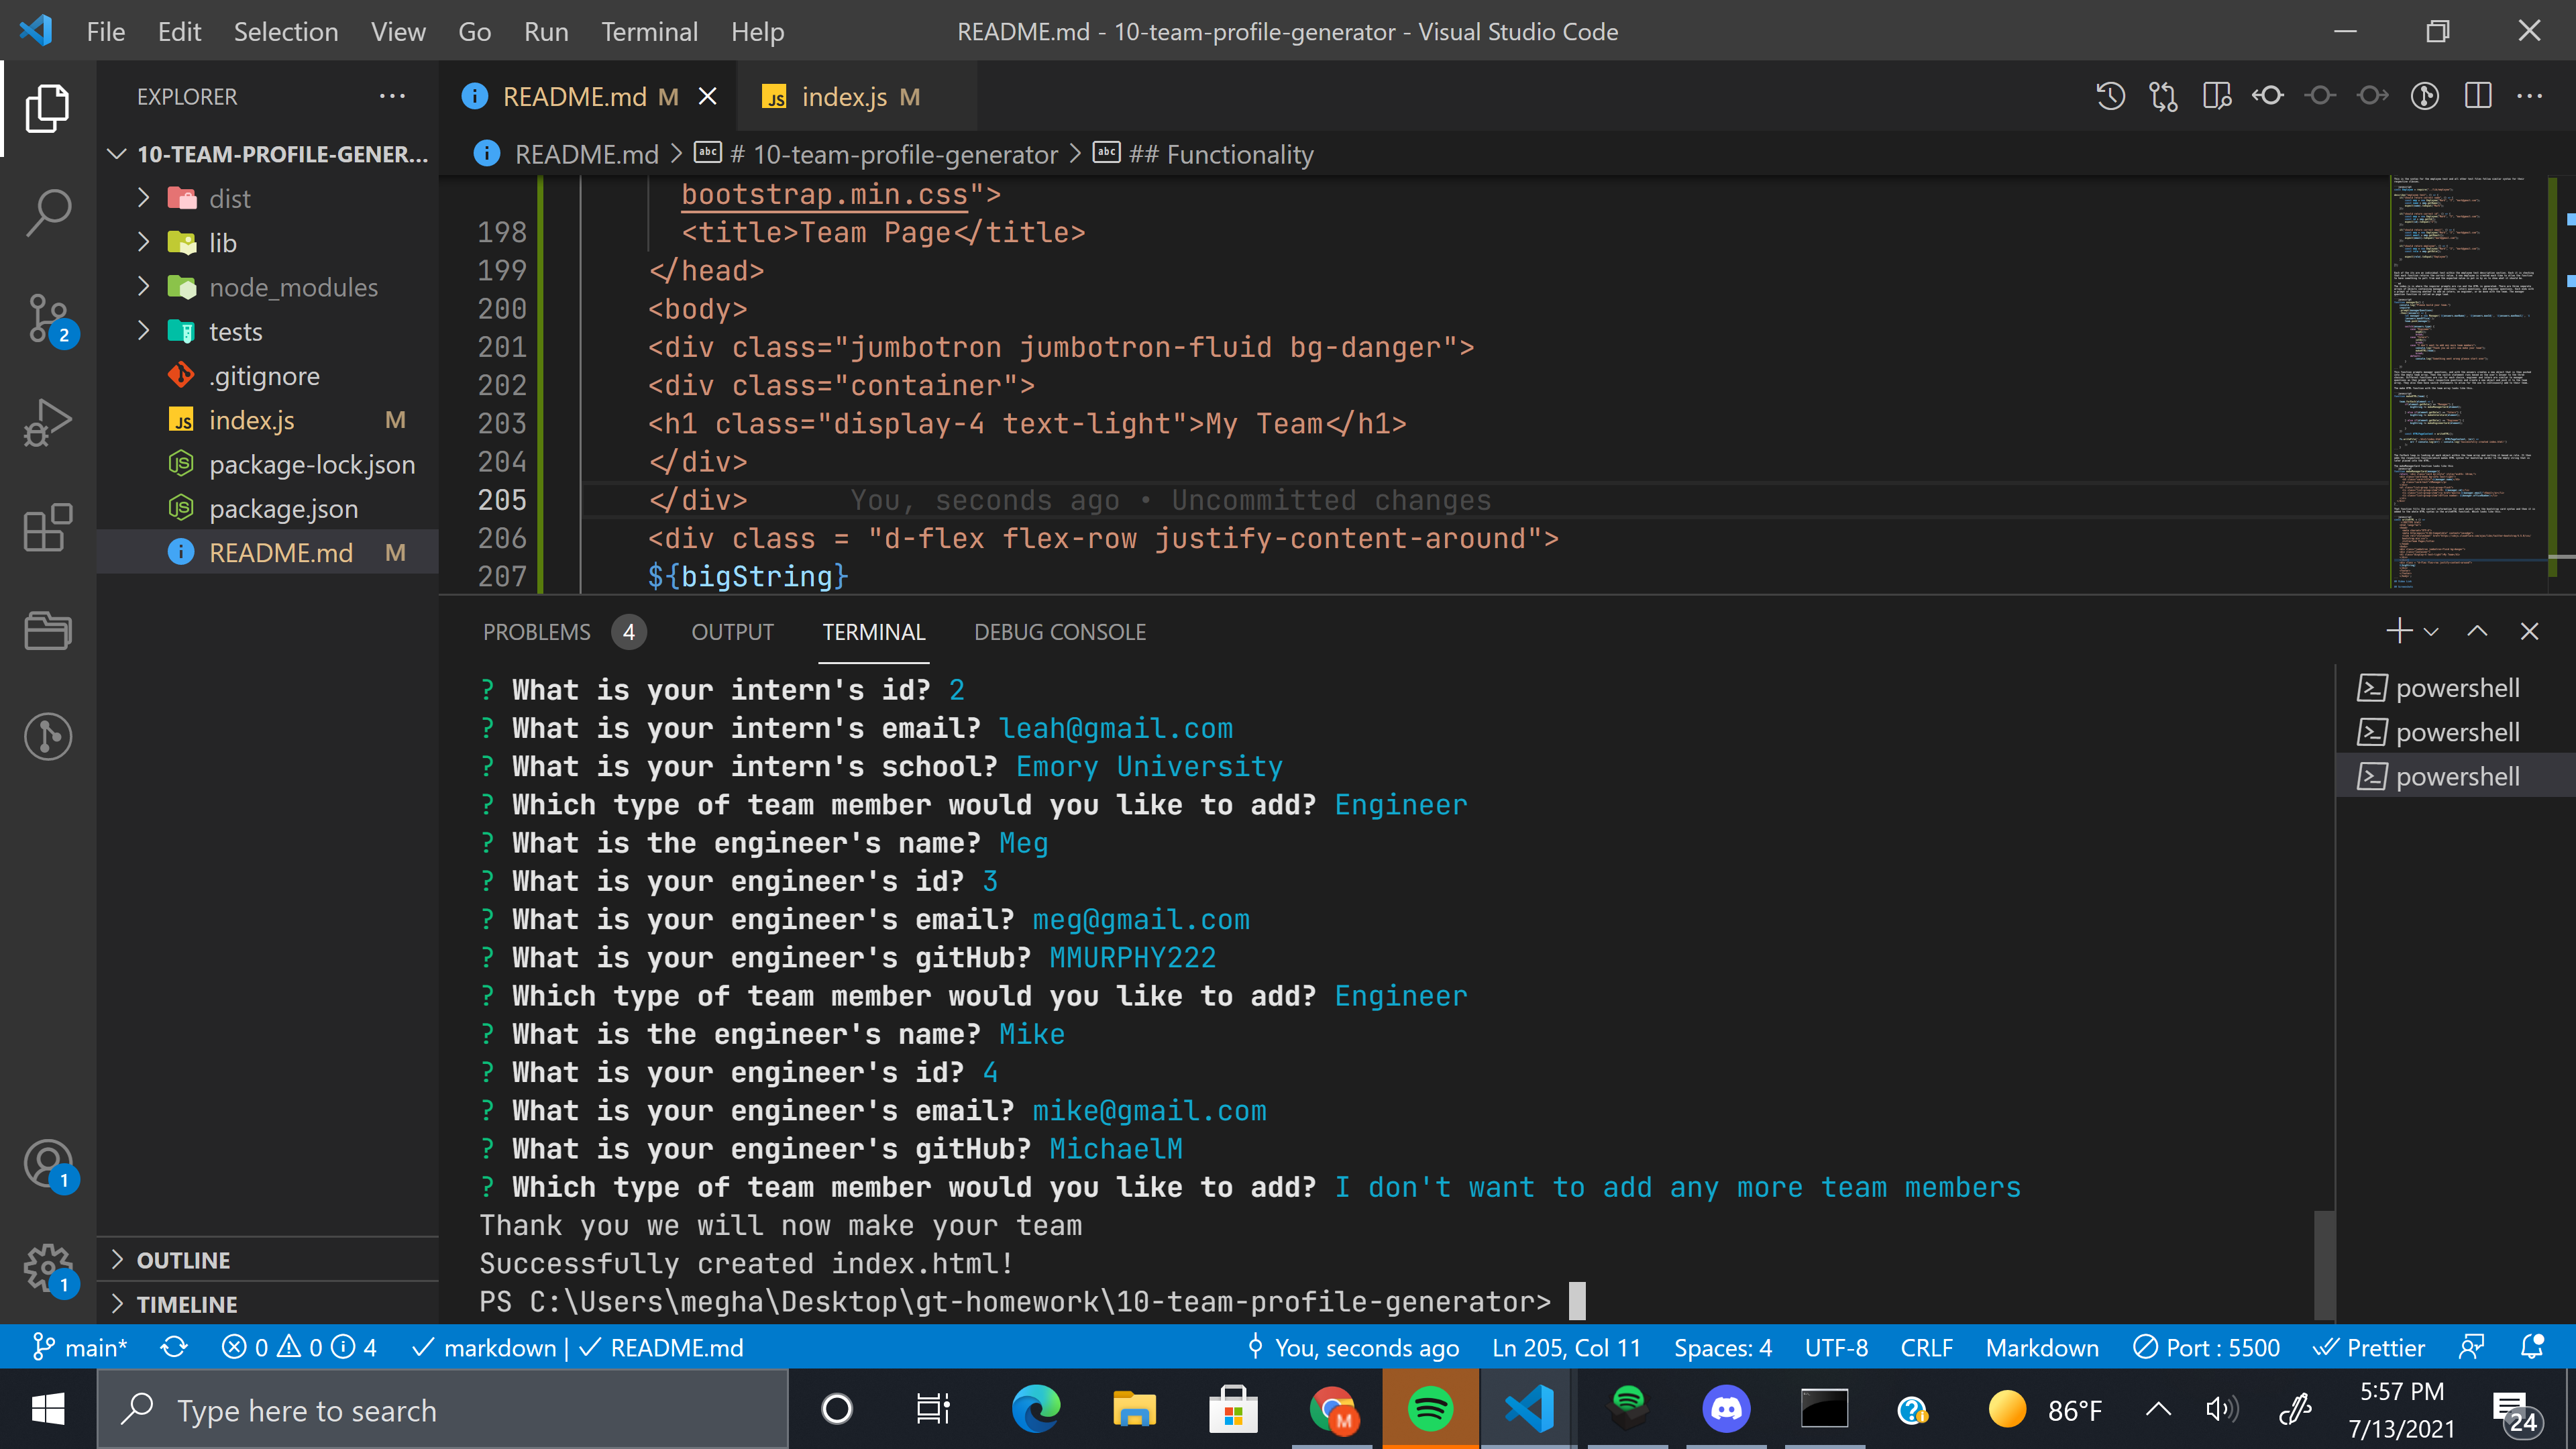 File Edit Selection View Go Run Terminal Help
README.md - 10-team-profile-generator - Visual Studio Code
EXPLORER
10-TEAM-PROFILE-GENER...
dist
lib
node_modules
tests
.gitignore
index.js M
package-lock.json
package.json
README.md M
OUTLINE
TIMELINE
2
1
1
README.md M
JS index.js M
README.md > # 10-team-profile-generator > ## Functionality
bootstrap.min.css">
198 <title>Team Page</title>
199 </head>
200 <body>
201 <div class="jumbotron jumbotron-fluid bg-danger">
202 <div class="container">
203 <h1 class="display-4 text-light">My Team</h1>
204 </div>
205 </div> You, seconds ago • Uncommitted changes
206 <div class = "d-flex flex-row justify-content-around">
207 ${bigString}
PROBLEMS 4 OUTPUT TERMINAL DEBUG CONSOLE
? What is your intern's id? 2
? What is your intern's email? leah@gmail.com
? What is your intern's school? Emory University
? Which type of team member would you like to add? Engineer
? What is the engineer's name? Meg
? What is your engineer's id? 3
? What is your engineer's email? meg@gmail.com
? What is your engineer's gitHub? MMURPHY222
? Which type of team member would you like to add? Engineer
? What is the engineer's name? Mike
? What is your engineer's id? 4
? What is your engineer's email? mike@gmail.com
? What is your engineer's gitHub? MichaelM
? Which type of team member would you like to add? I don't want to add any more team members
Thank you we will now make your team
Successfully created index.html!
PS C:\Users\megha\Desktop\gt-homework\10-team-profile-generator>
powershell
powershell
powershell
main* 0 0 4 markdown | README.md You, seconds ago Ln 205, Col 11 Spaces: 4 UTF-8 CRLF Markdown Port : 5500 Prettier
Type here to search
M
86°F
5:57 PM
7/13/2021
24